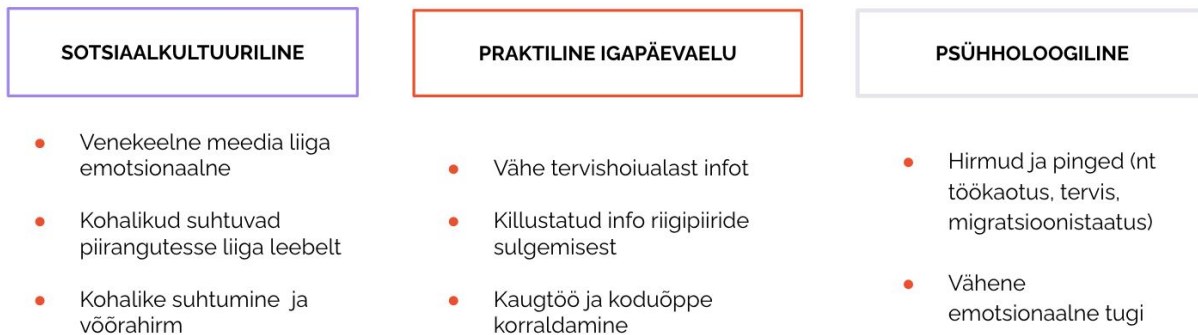 SOTSIAALKULTUURILINE
Venekeelne meedia liiga
emotsionaalne
Kohalikud suhtuvad
piirangutesse liiga leebelt
Kohalike suhtumine ja
võõrahirm
PRAKTILINE IGAPÄEVAELU
Vähe tervishoiualast infot
Killustatud info riigipiiride
sulgemisest
Kaugtöö ja koduõppe
korraldamine
PSÜHHOLOOGILINE
Hirmud ja pinged (nt
töökaotus, tervis,
migratsioonistaatus)
Vähene
emotsionaalne tugi